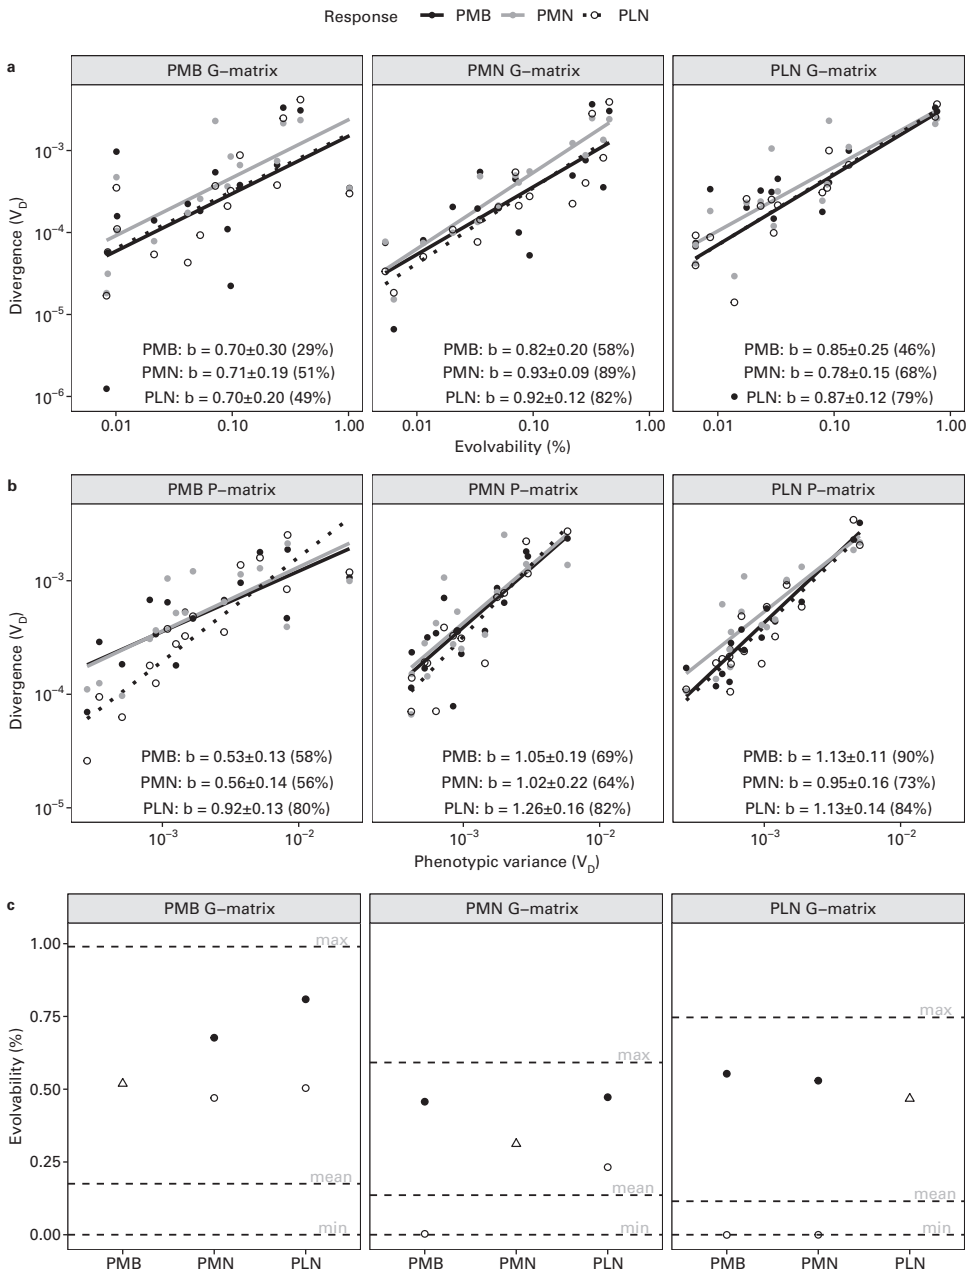 Response PMB PMN PLN
a
PMB G−matrix PMN G−matrix PLN G−matrix
Divergence (V_D)
10⁻³
10⁻⁴
10⁻⁵
10⁻⁶
PMB: b = 0.70±0.30 (29%)
PMN: b = 0.71±0.19 (51%)
PLN: b = 0.70±0.20 (49%)
PMB: b = 0.82±0.20 (58%)
PMN: b = 0.93±0.09 (89%)
PLN: b = 0.92±0.12 (82%)
PMB: b = 0.85±0.25 (46%)
PMN: b = 0.78±0.15 (68%)
PLN: b = 0.87±0.12 (79%)
0.01 0.10 1.00 0.01 0.10 1.00 0.01 0.10 1.00
Evolvability (%)
b
PMB P−matrix PMN P−matrix PLN P−matrix
Divergence (V_D)
10⁻³
10⁻⁴
10⁻⁵
PMB: b = 0.53±0.13 (58%)
PMN: b = 0.56±0.14 (56%)
PLN: b = 0.92±0.13 (80%)
PMB: b = 1.05±0.19 (69%)
PMN: b = 1.02±0.22 (64%)
PLN: b = 1.26±0.16 (82%)
PMB: b = 1.13±0.11 (90%)
PMN: b = 0.95±0.16 (73%)
PLN: b = 1.13±0.14 (84%)
10⁻³ 10⁻² 10⁻³ 10⁻² 10⁻³ 10⁻²
Phenotypic variance (V_D)
c
PMB G−matrix PMN G−matrix PLN G−matrix
Evolvability (%)
1.00
0.75
0.50
0.25
0.00
max
mean
min
max
mean
min
max
mean
min
PMB PMN PLN PMB PMN PLN PMB PMN PLN